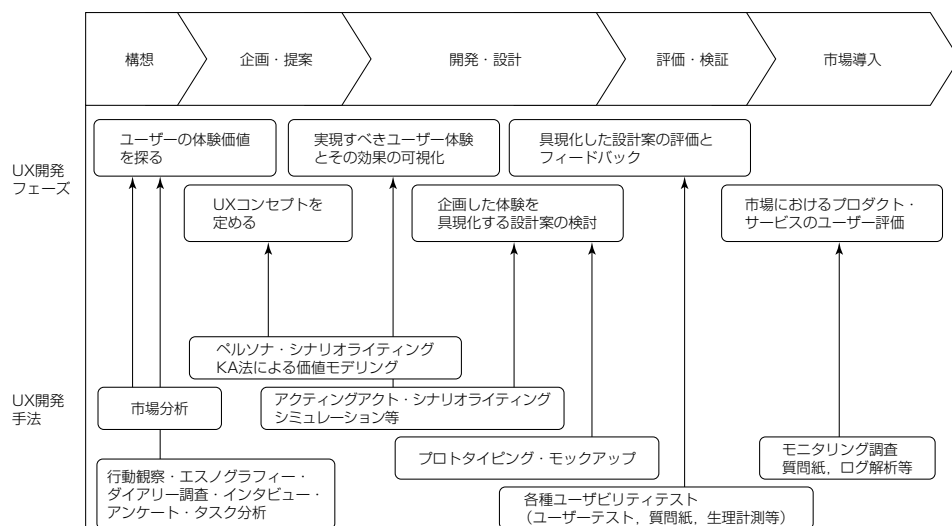 構想
企画・提案
開発・設計
評価・検証
市場導入
UX開発
フェーズ
ユーザーの体験価値
を探る
実現すべきユーザー体験
とその効果の可視化
具現化した設計案の評価と
フィードバック
UXコンセプトを
定める
企画した体験を
具現化する設計案の検討
市場におけるプロダクト・
サービスのユーザー評価
UX開発
手法
ペルソナ・シナリオライティング
KA法による価値モデリング
市場分析
アクティングアクト・シナリオライティング
シミュレーション等
プロトタイピング・モックアップ
モニタリング調査
質問紙，ログ解析等
行動観察・エスノグラフィー・
ダイアリー調査・インタビュー・
アンケート・タスク分析
各種ユーザビリティテスト
（ユーザーテスト，質問紙，生理計測等）